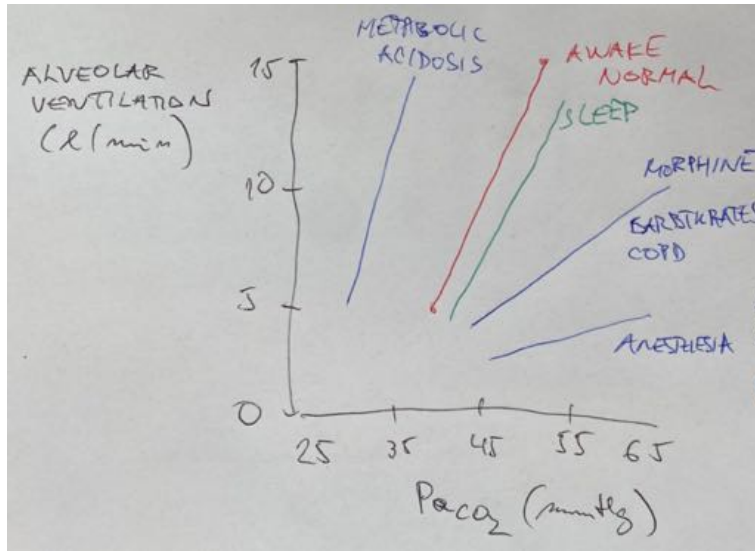 METABOLIC
ACIDOSIS
AWAKE
NORMAL
SLEEP
ALVEOLAR
VENTILATION
(l/min)
15
10
5
0
MORPHINE
BARBITURATES
COPD
ANESTHESIA
25 35 45 55 65
PaCO2 (mmHg)